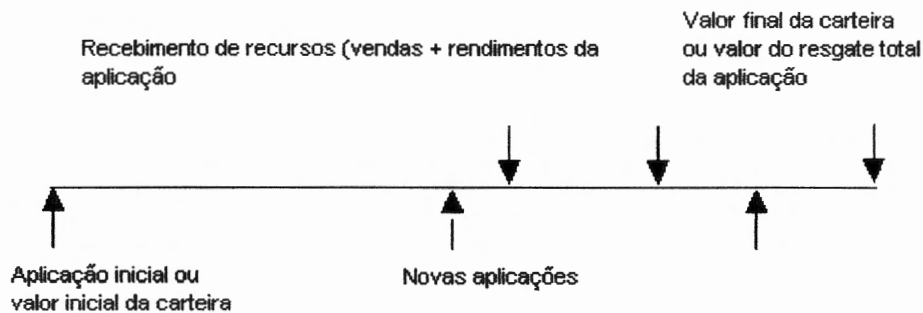 Recebimento de recursos (vendas + rendimentos da
aplicação
Valor final da carteira
ou valor do resgate total
da aplicação
Aplicação inicial ou
valor inicial da carteira
Novas aplicações